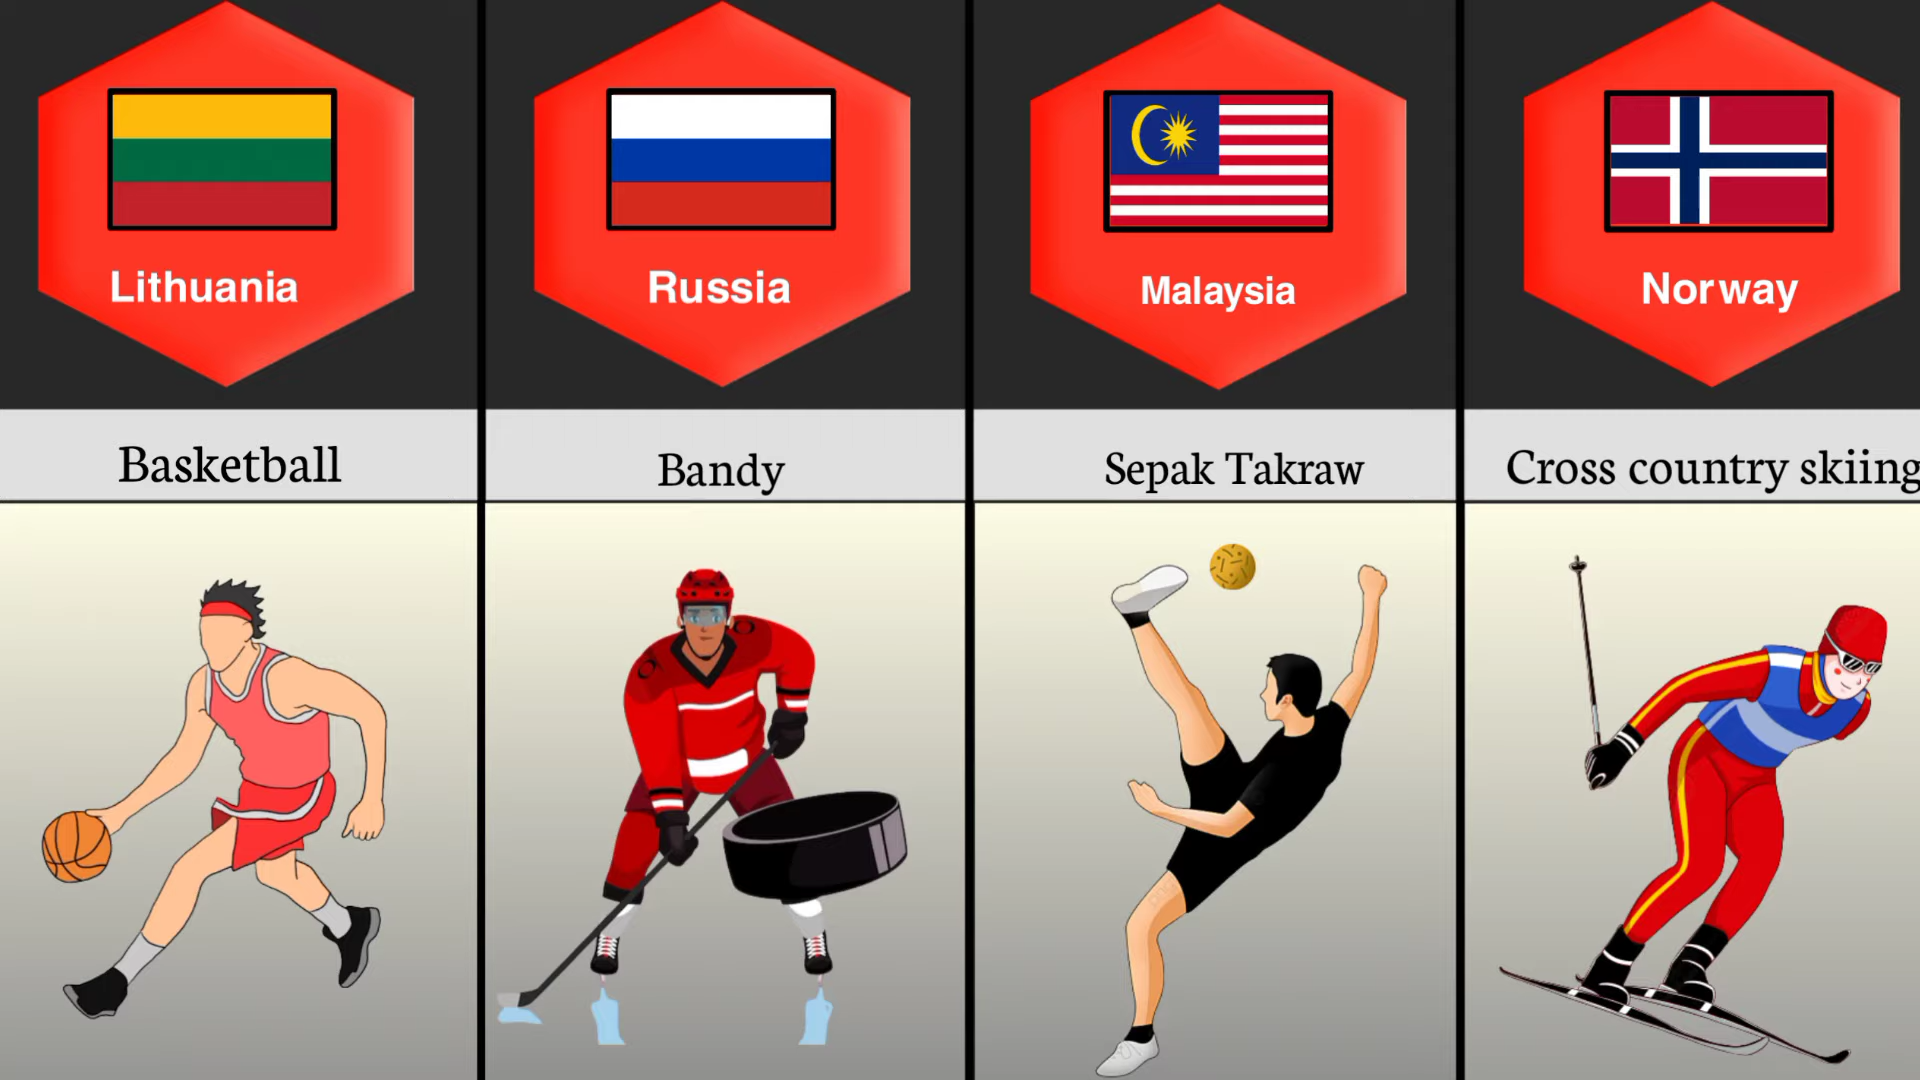 Lithuania
Russia
Malaysia
Norway
Basketball
Bandy
Sepak Takraw
Cross country skiing